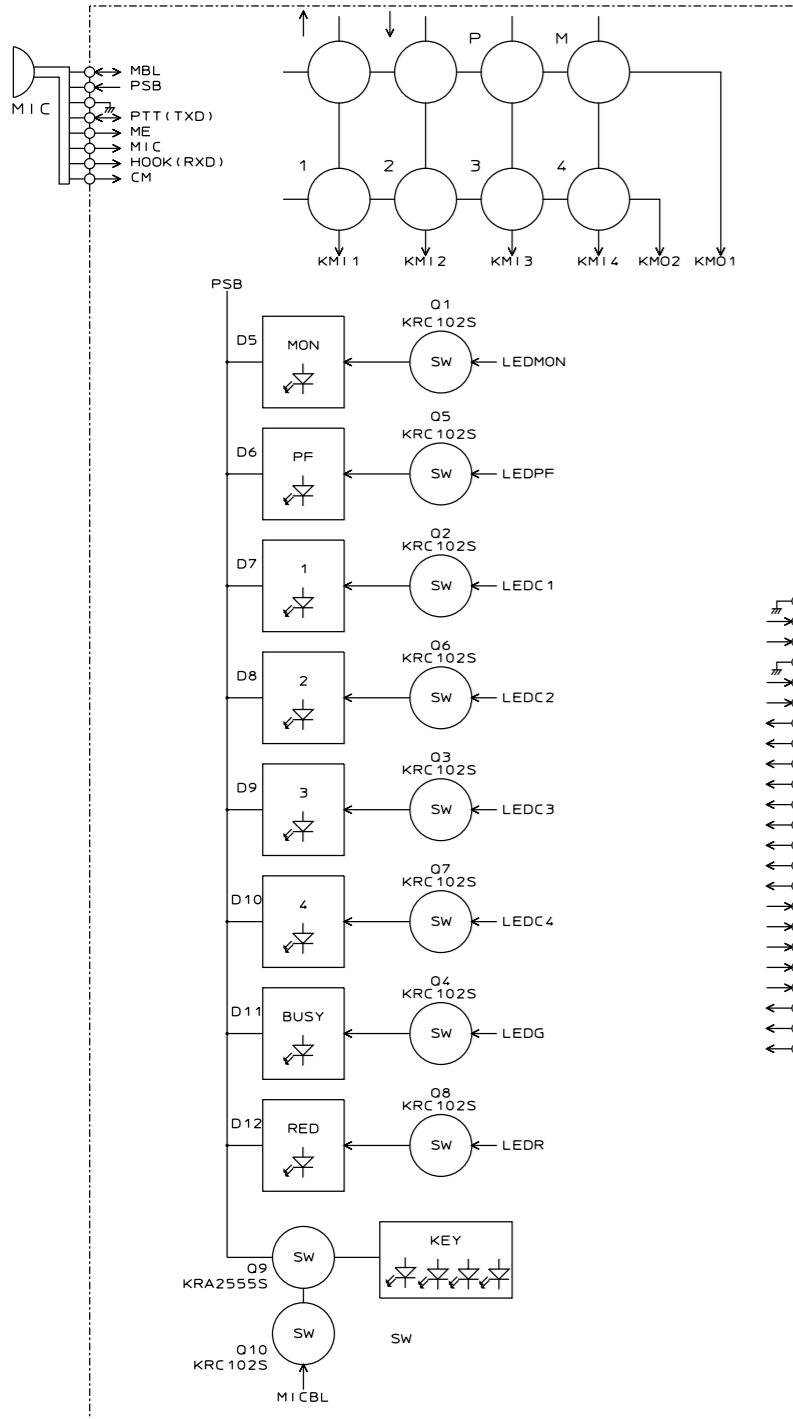 MIC
MBL
PSB
PTT(TXD)
ME
MIC
HOOK(RXD)
CM
P
M
1
2
3
4
KMI1
KMI2
KMI3
KMI4
KMO2
KMO1
PSB
D5
MON
Q1
KRC102S
SW
LEDMON
D6
PF
Q5
KRC102S
SW
LEDPF
D7
1
Q2
KRC102S
SW
LEDC1
D8
2
Q6
KRC102S
SW
LEDC2
D9
3
Q3
KRC102S
SW
LEDC3
D10
4
Q7
KRC102S
SW
LEDC4
D11
BUSY
Q4
KRC102S
SW
LEDG
D12
RED
Q8
KRC102S
SW
LEDR
SW
Q9
KRA2555S
KEY
SW
Q10
KRC102S
SW
MICBL